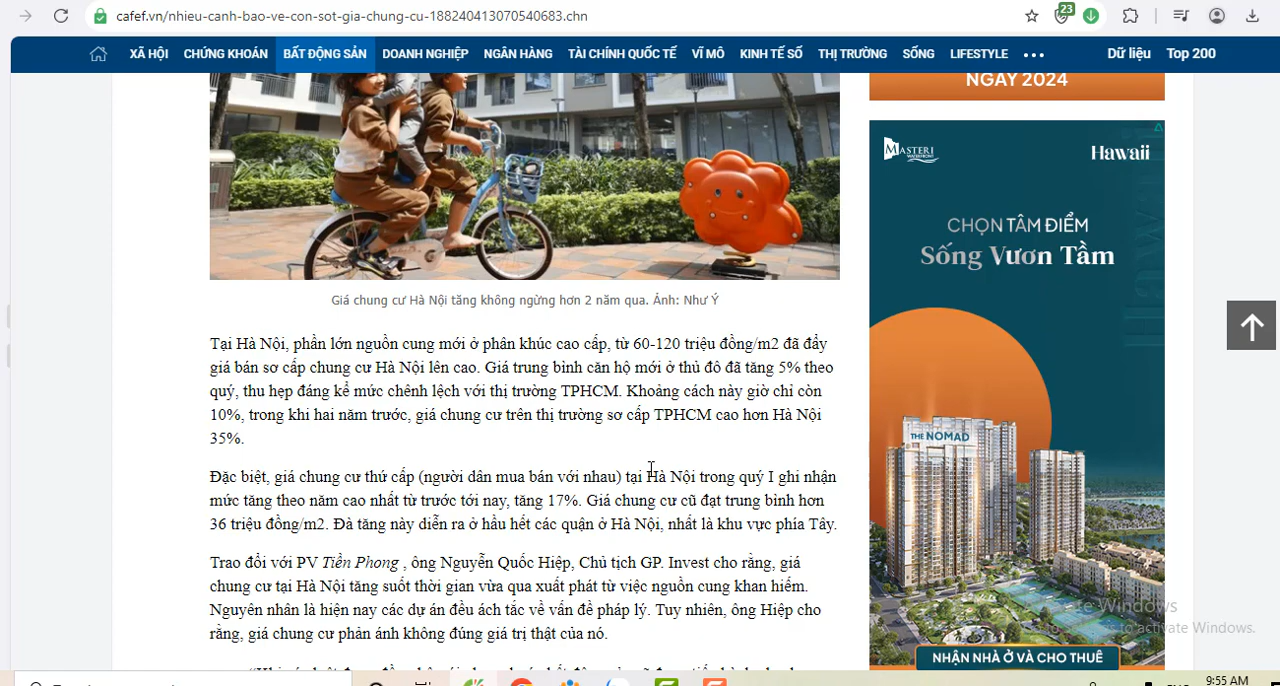 cafef.vn/nhieu-canh-bao-ve-con-sot-gia-chung-cu-188240413070540683.chn
23
XÃ HỘI CHỨNG KHOÁN BẤT ĐỘNG SẢN DOANH NGHIỆP NGÂN HÀNG TÀI CHÍNH QUỐC TẾ VĨ MÔ KINH TẾ SỐ THỊ TRƯỜNG SỐNG LIFESTYLE Dữ liệu Top 200
NGÀY 2024
MASTERI
WATERFRONT
Hawaii
CHỌN TÂM ĐIỂM
Sống Vươn Tầm
THE NOMAD
NHẬN NHÀ Ở VÀ CHO THUÊ
Giá chung cư Hà Nội tăng không ngừng hơn 2 năm qua. Ảnh: Như Ý
Tại Hà Nội, phần lớn nguồn cung mới ở phân khúc cao cấp, từ 60-120 triệu đồng/m2 đã đẩy
giá bán sơ cấp chung cư Hà Nội lên cao. Giá trung bình căn hộ mới ở thủ đô đã tăng 5% theo
quý, thu hẹp đáng kể mức chênh lệch với thị trường TPHCM. Khoảng cách này giờ chỉ còn
10%, trong khi hai năm trước, giá chung cư trên thị trường sơ cấp TPHCM cao hơn Hà Nội
35%.
Đặc biệt, giá chung cư thứ cấp (người dân mua bán với nhau) tại Hà Nội trong quý I ghi nhận
mức tăng theo năm cao nhất từ trước tới nay, tăng 17%. Giá chung cư cũ đạt trung bình hơn
36 triệu đồng/m2. Đà tăng này diễn ra ở hầu hết các quận ở Hà Nội, nhất là khu vực phía Tây.
Trao đổi với PV Tiền Phong , ông Nguyễn Quốc Hiệp, Chủ tịch GP. Invest cho rằng, giá
chung cư tại Hà Nội tăng suốt thời gian vừa qua xuất phát từ việc nguồn cung khan hiếm.
Nguyên nhân là hiện nay các dự án đều ách tắc về vấn đề pháp lý. Tuy nhiên, ông Hiệp cho
rằng, giá chung cư phản ánh không đúng giá trị thật của nó.
Activate Windows
to activate Windows.
9:55 AM